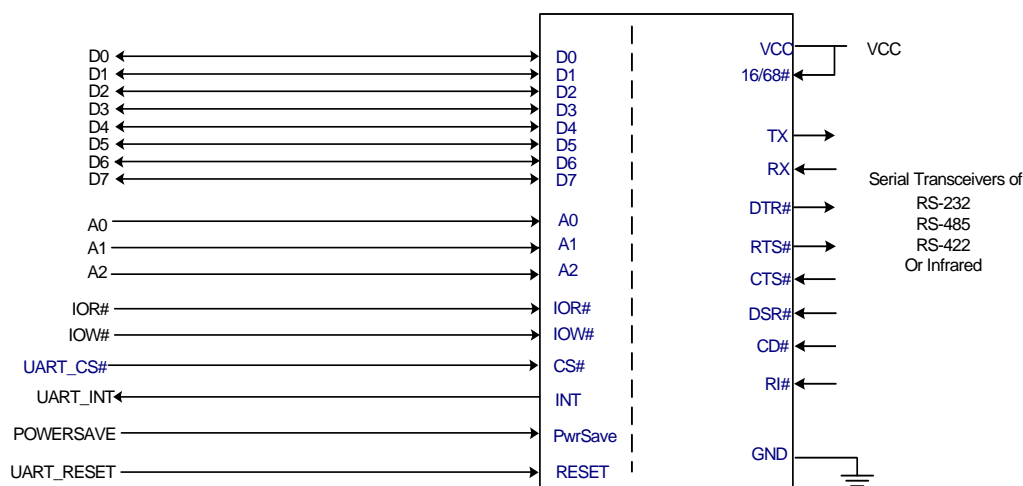 D0 D0 VCC VCC
D1 D1 16/68#
D2 D2
D3 D3
D4 D4 TX
D5 D5
D6 D6 RX
D7 D7
Serial Transceivers of
RS-232
RS-485
RS-422
Or Infrared
A0 A0 DTR#
A1 A1 RTS#
A2 A2 CTS#
IOR# IOR# DSR#
IOW# IOW# CD#
UART_CS# CS# RI#
UART_INT INT
POWERSAVE PwrSave
GND
UART_RESET RESET